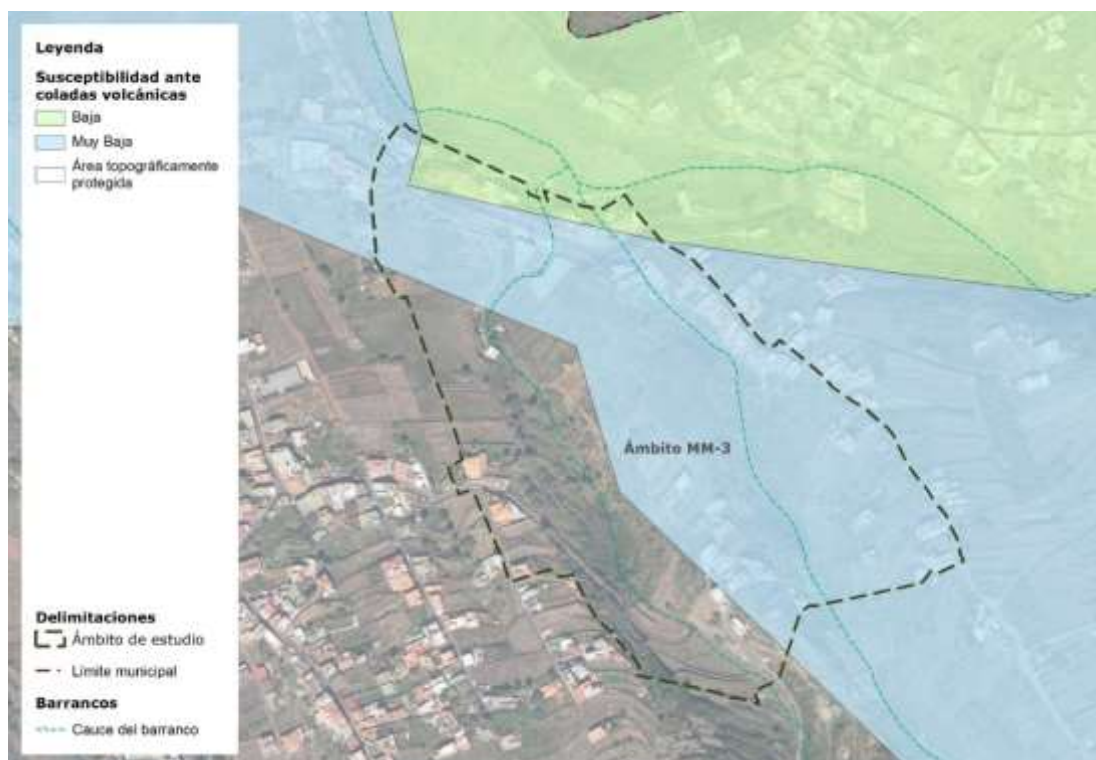 Leyenda
Susceptibilidad ante
coladas volcánicas
Baja
Muy Baja
Área topográficamente
protegida
Ámbito MM-3
Delimitaciones
Ámbito de estudio
Límite municipal
Barrancos
Cauce del barranco